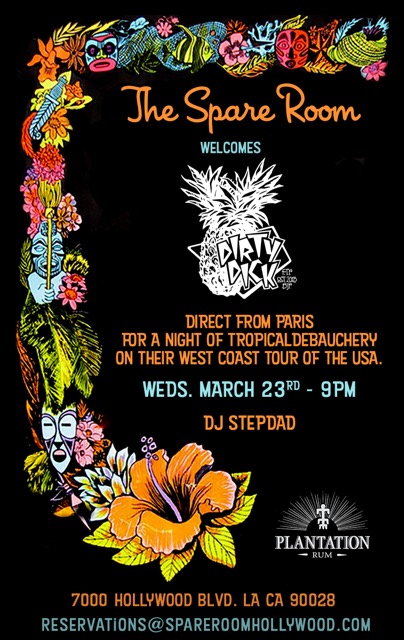 The Spare Room
WELCOMES
DIRTY
DICK
DIRECT FROM PARIS
FOR A NIGHT OF TROPICALDEBAUCHERY
ON THEIR WEST COAST TOUR OF THE USA.
WEDS. MARCH 23RD - 9PM
DJ STEPDAD
PLANTATION
RUM
7000 HOLLYWOOD BLVD. LA CA 90028
RESERVATIONS@SPAREROOMHOLLYWOOD.COM